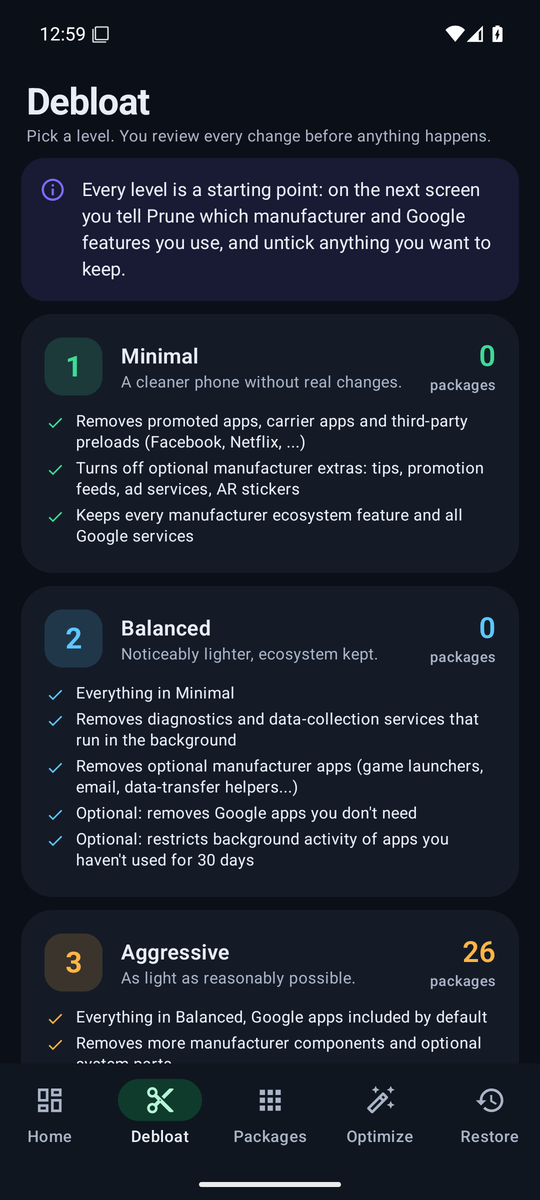 12:59
Debloat
Pick a level. You review every change before anything happens.
Every level is a starting point: on the next screen
you tell Prune which manufacturer and Google
features you use, and untick anything you want to
keep.
1
Minimal
A cleaner phone without real changes.
0
packages
Removes promoted apps, carrier apps and third-party
preloads (Facebook, Netflix, ...)
Turns off optional manufacturer extras: tips, promotion
feeds, ad services, AR stickers
Keeps every manufacturer ecosystem feature and all
Google services
2
Balanced
Noticeably lighter, ecosystem kept.
0
packages
Everything in Minimal
Removes diagnostics and data-collection services that
run in the background
Removes optional manufacturer apps (game launchers,
email, data-transfer helpers...)
Optional: removes Google apps you don't need
Optional: restricts background activity of apps you
haven't used for 30 days
3
Aggressive
As light as reasonably possible.
26
packages
Everything in Balanced, Google apps included by default
Removes more manufacturer components and optional
system parts
Home
Debloat
Packages
Optimize
Restore